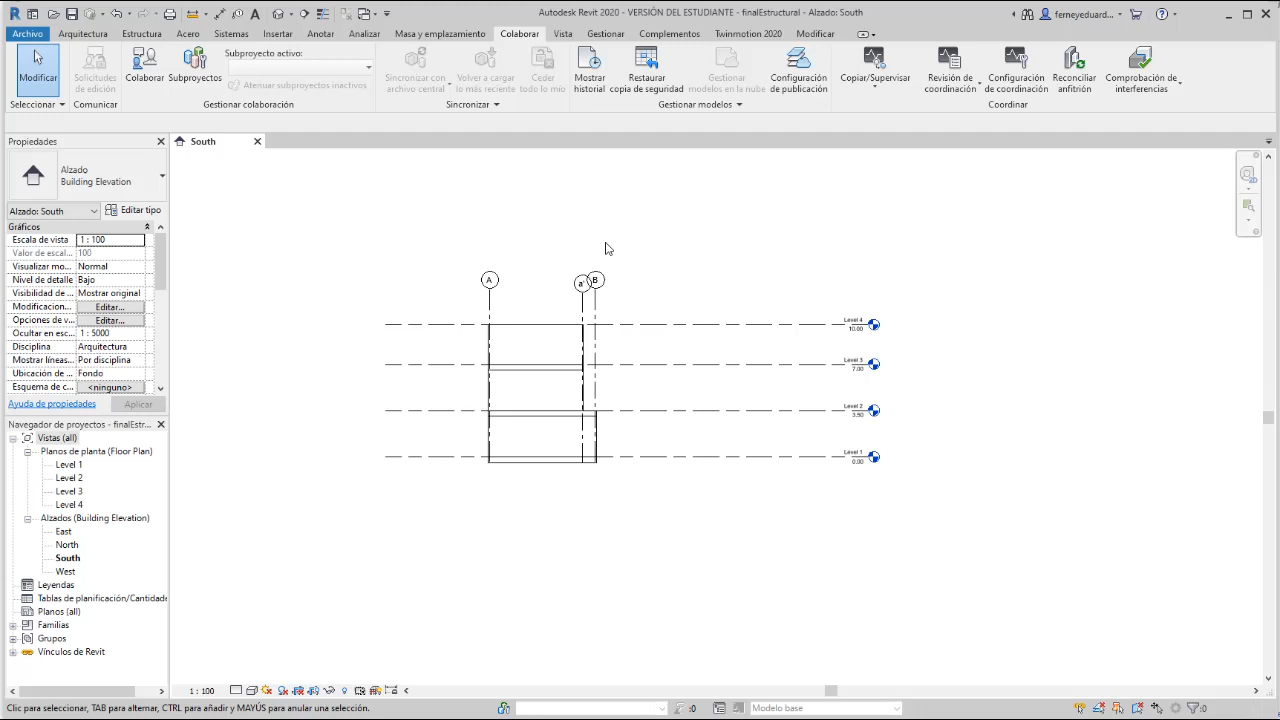 Autodesk Revit 2020 - VERSIÓN DEL ESTUDIANTE - finalEstructural - Alzado: South
ferneyeduard...
Archivo Arquitectura Estructura Acero Sistemas Insertar Anotar Analizar Masa y emplazamiento Colaborar Vista Gestionar Complementos Twinmotion 2020 Modificar
Modificar
Solicitudes de edición
Colaborar
Subproyectos
Subproyecto activo:
Atenuar subproyectos inactivos
Sincronizar con archivo central
Volver a cargar lo más reciente
Ceder todo lo mío
Mostrar historial
Restaurar copia de seguridad
Gestionar modelos en la nube
Configuración de publicación
Copiar/Supervisar
Revisión de coordinación
Configuración de coordinación
Reconciliar anfitrión
Comprobación de interferencias
Seleccionar Comunicar Gestionar colaboración Sincronizar Gestionar modelos Coordinar
Propiedades
South
Alzado
Building Elevation
Alzado: South Editar tipo
Gráficos
Escala de vista 1 : 100
Valor de escal... 100
Visualizar mo... Normal
Nivel de detalle Bajo
Visibilidad de ... Mostrar original
Modificacion... Editar...
Opciones de v... Editar...
Ocultar en esc... 1 : 5000
Disciplina Arquitectura
Mostrar líneas... Por disciplina
Ubicación de ... Fondo
Esquema de c... <ninguno>
Ayuda de propiedades Aplicar
Navegador de proyectos - finalEstr...
Vistas (all)
Planos de planta (Floor Plan)
Level 1
Level 2
Level 3
Level 4
Alzados (Building Elevation)
East
North
South
West
Leyendas
Tablas de planificación/Cantidade
Planos (all)
Familias
Grupos
Vínculos de Revit
A a' B
Level 4
10.00
Level 3
7.00
Level 2
3.50
Level 1
0.00
2D
1 : 100
Clic para seleccionar, TAB para alternar, CTRL para añadir y MAYÚS para anular una selección.
:0
Modelo base
:0